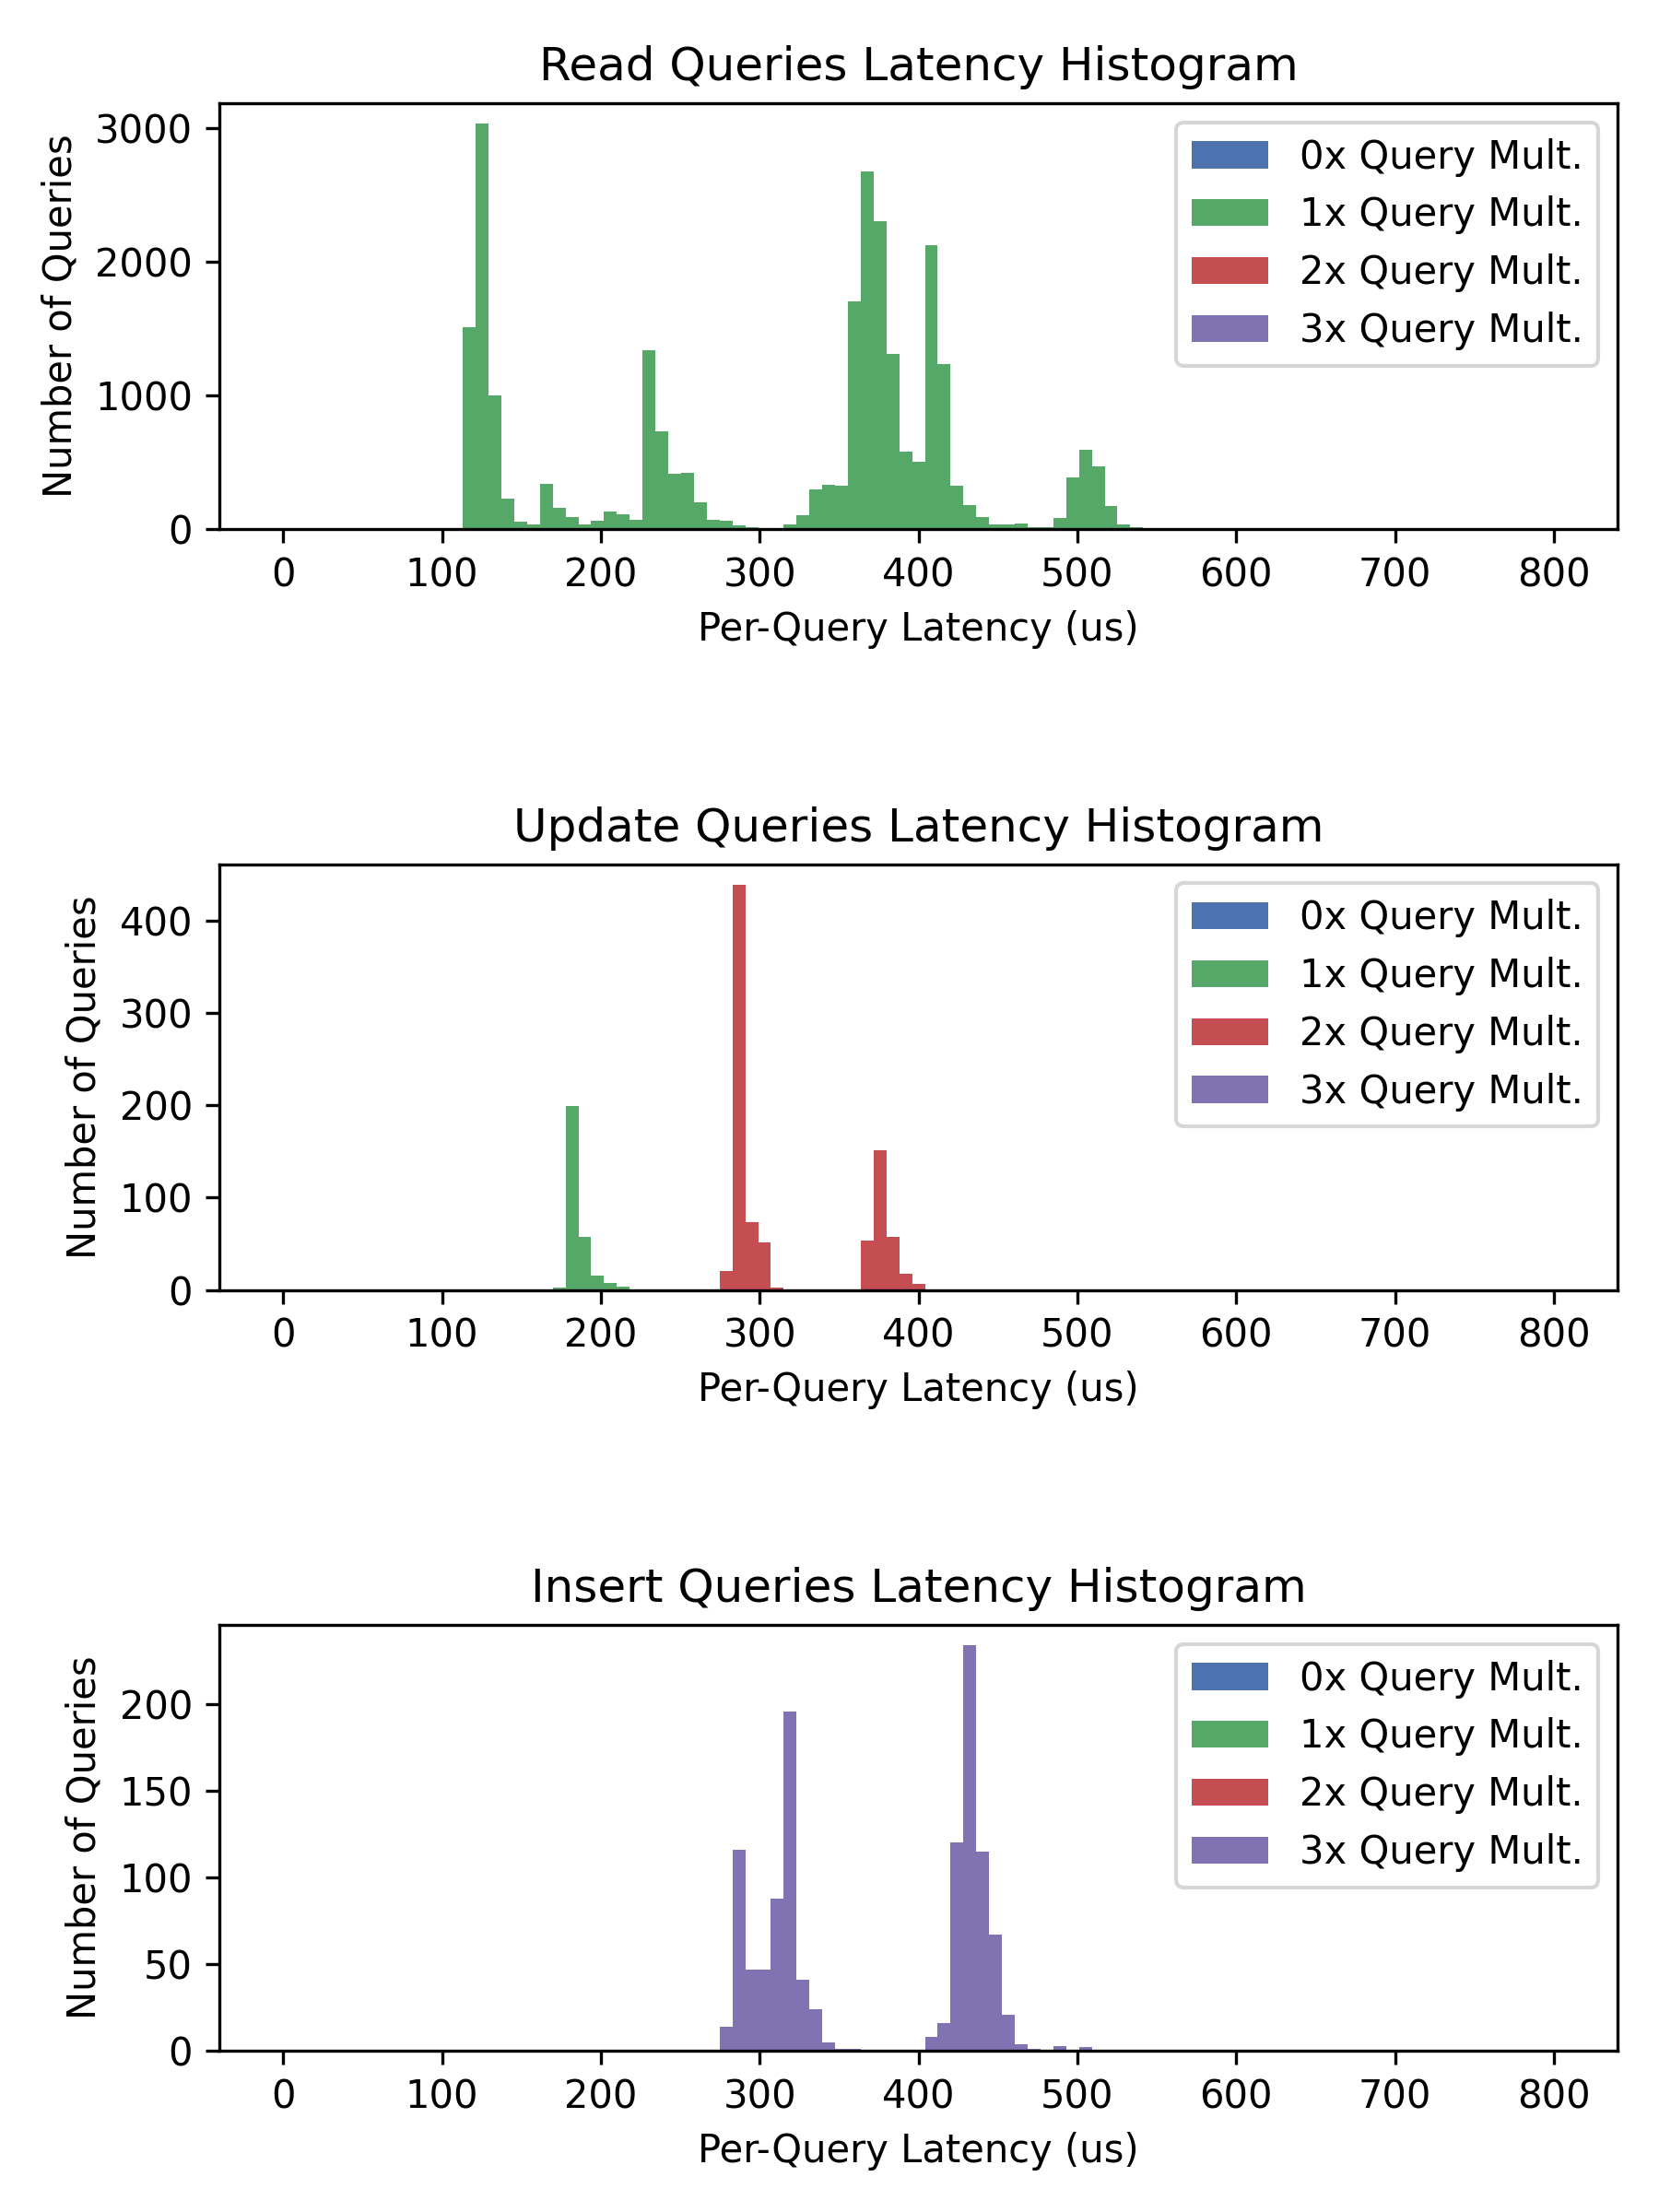 Read Queries Latency Histogram
Number of Queries
3000
2000
1000
0
0x Query Mult.
1x Query Mult.
2x Query Mult.
3x Query Mult.
0 100 200 300 400 500 600 700 800
Per-Query Latency (us)
Update Queries Latency Histogram
Number of Queries
400
300
200
100
0
0x Query Mult.
1x Query Mult.
2x Query Mult.
3x Query Mult.
0 100 200 300 400 500 600 700 800
Per-Query Latency (us)
Insert Queries Latency Histogram
Number of Queries
200
150
100
50
0
0x Query Mult.
1x Query Mult.
2x Query Mult.
3x Query Mult.
0 100 200 300 400 500 600 700 800
Per-Query Latency (us)